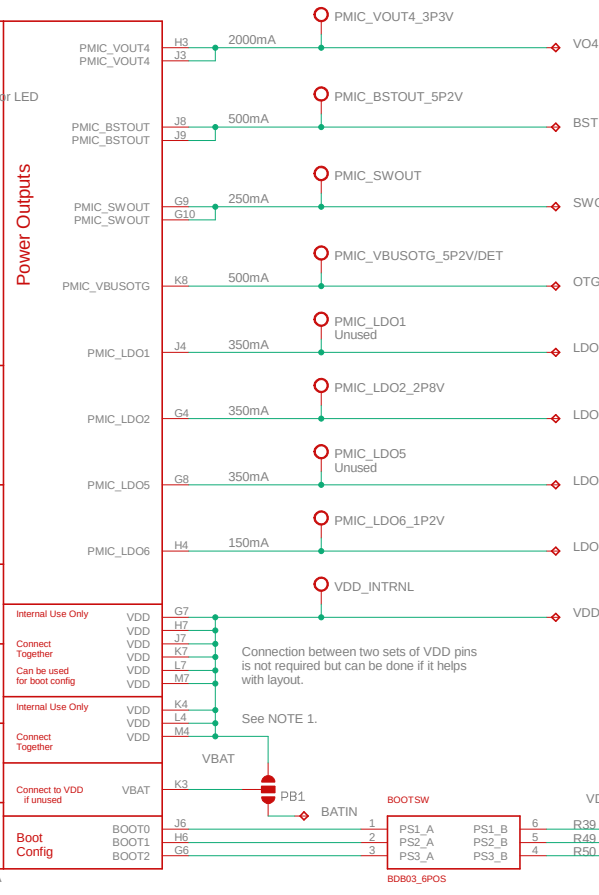 PMIC_VOUT4_3P3V
PMIC_VOUT4 H3 2000mA VO4
PMIC_VOUT4 J3
or LED
PMIC_BSTOUT_5P2V
PMIC_BSTOUT J8 500mA BST
PMIC_BSTOUT J9
Power Outputs
PMIC_SWOUT
PMIC_SWOUT G9 250mA
PMIC_SWOUT G10
PMIC_VBUSOTG_5P2V/DET
PMIC_VBUSOTG K8 500mA OTG
PMIC_LDO1
Unused
PMIC_LDO1 J4 350mA LDO
PMIC_LDO2_2P8V
PMIC_LDO2 G4 350mA LDO
PMIC_LDO5
Unused
PMIC_LDO5 G8 350mA LDO
PMIC_LDO6_1P2V
PMIC_LDO6 H4 150mA LDO
VDD_INTRNL
Internal Use Only
VDD G7 VDD
VDD H7
Connect
Together
VDD J7
VDD K7
Can be used
for boot config
VDD L7
VDD M7
Connection between two sets of VDD pins
is not required but can be done if it helps
with layout.
Internal Use Only
VDD K4
VDD L4
Connect
Together
VDD M4
See NOTE 1.
VBAT
Connect to VDD
if unused
VBAT K3
PB1
BATIN
BOOTSW
Boot
Config
BOOT0 J6 1 PS1_A PS1_B 6 R39
BOOT1 H6 2 PS2_A PS2_B 5 R49
BOOT2 G6 3 PS3_A PS3_B 4 R50
BDB03_6POS